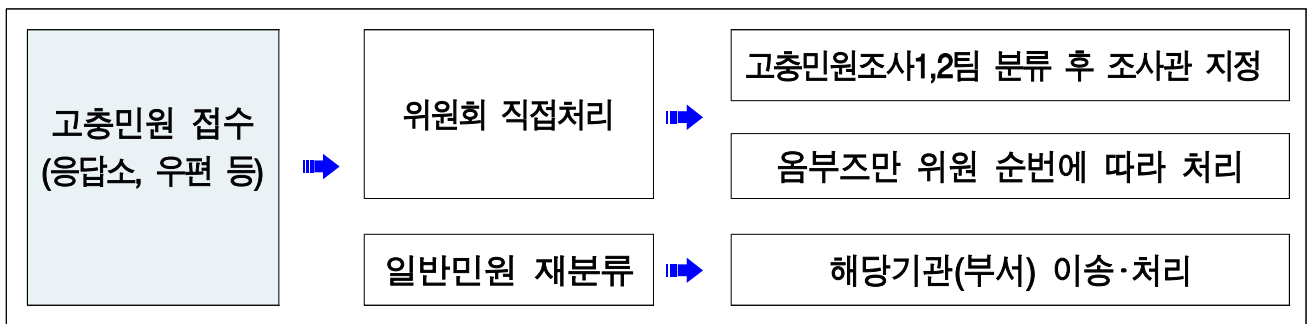 고충민원 접수
(응답소, 우편 등)
위원회 직접처리
고충민원조사1,2팀 분류 후 조사관 지정
옴부즈만 위원 순번에 따라 처리
일반민원 재분류
해당기관(부서) 이송·처리